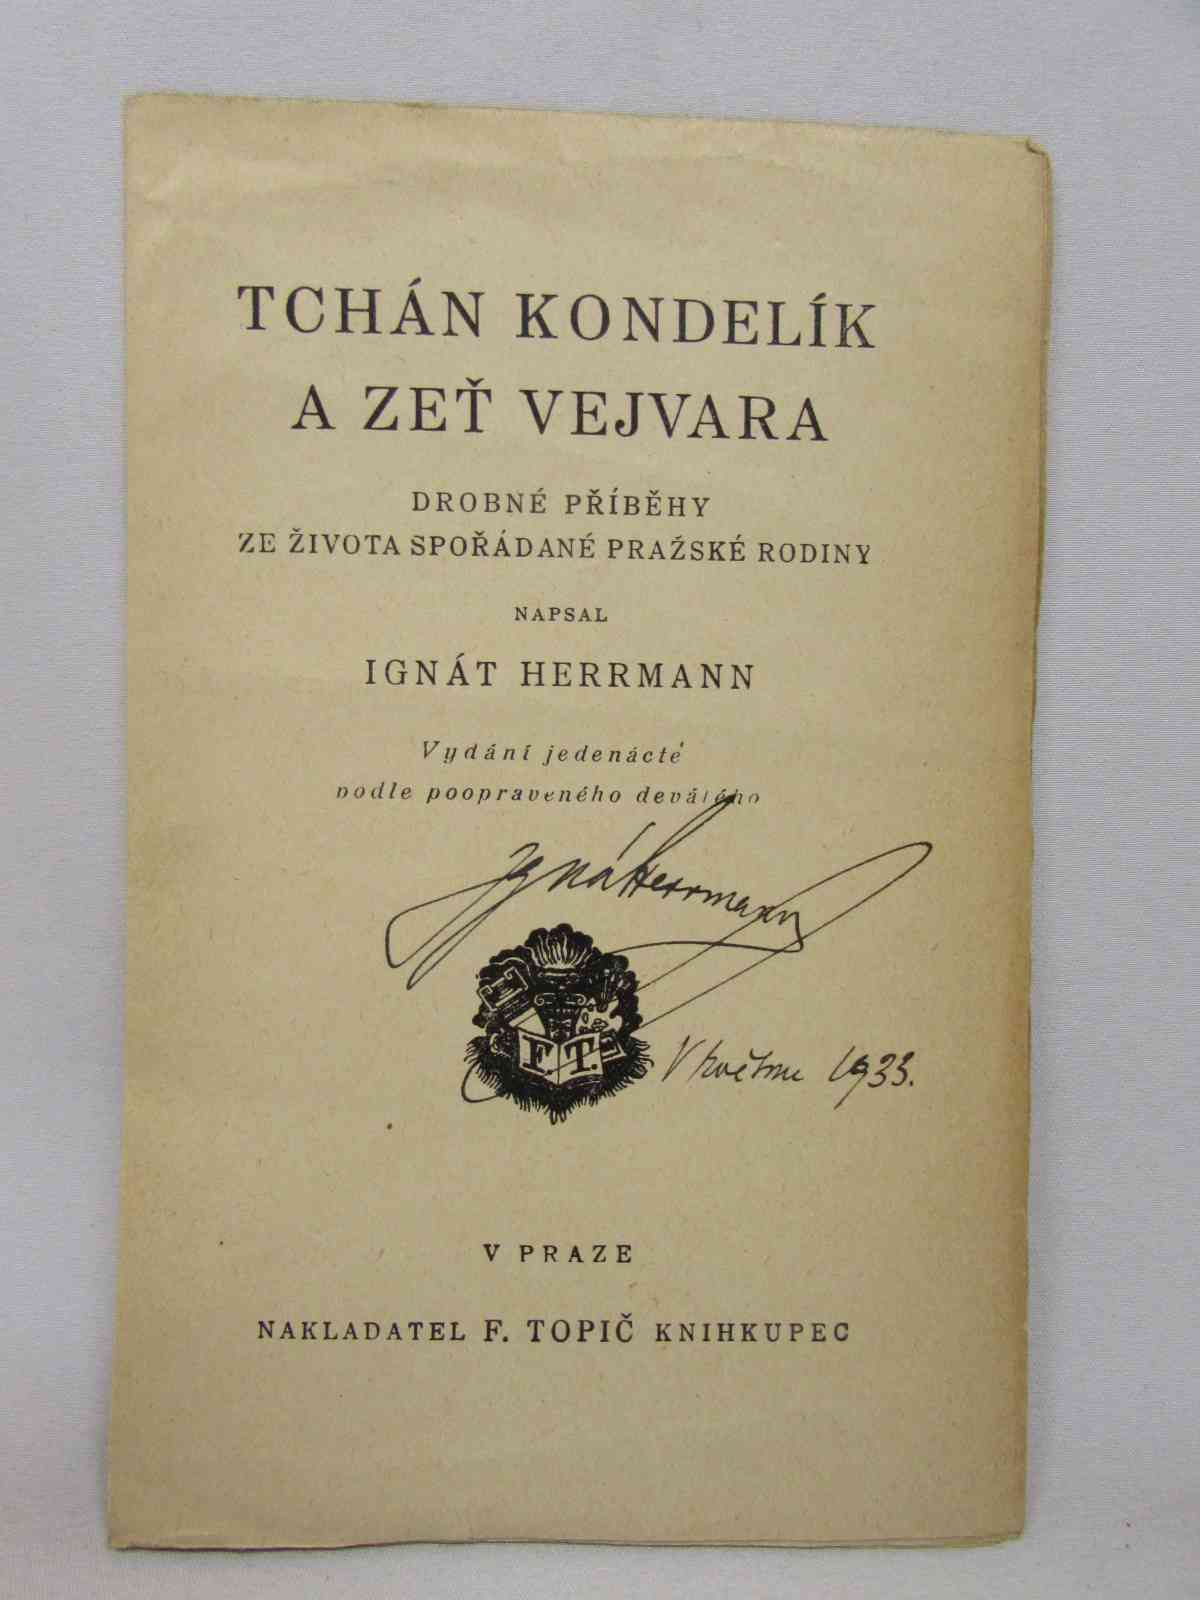 TCHÁN KONDELÍK
A ZEŤ VEJVARA
DROBNÉ PŘÍBĚHY
ZE ŽIVOTA SPOŘÁDANÉ PRAŽSKÉ RODINY
NAPSAL
IGNÁT HERRMANN
Vydání jedenácté
podle poopraveného devátého
Ignát Herrmann
F. T.
V květnu 1933.
V PRAZE
NAKLADATEL F. TOPIČ KNIHKUPEC